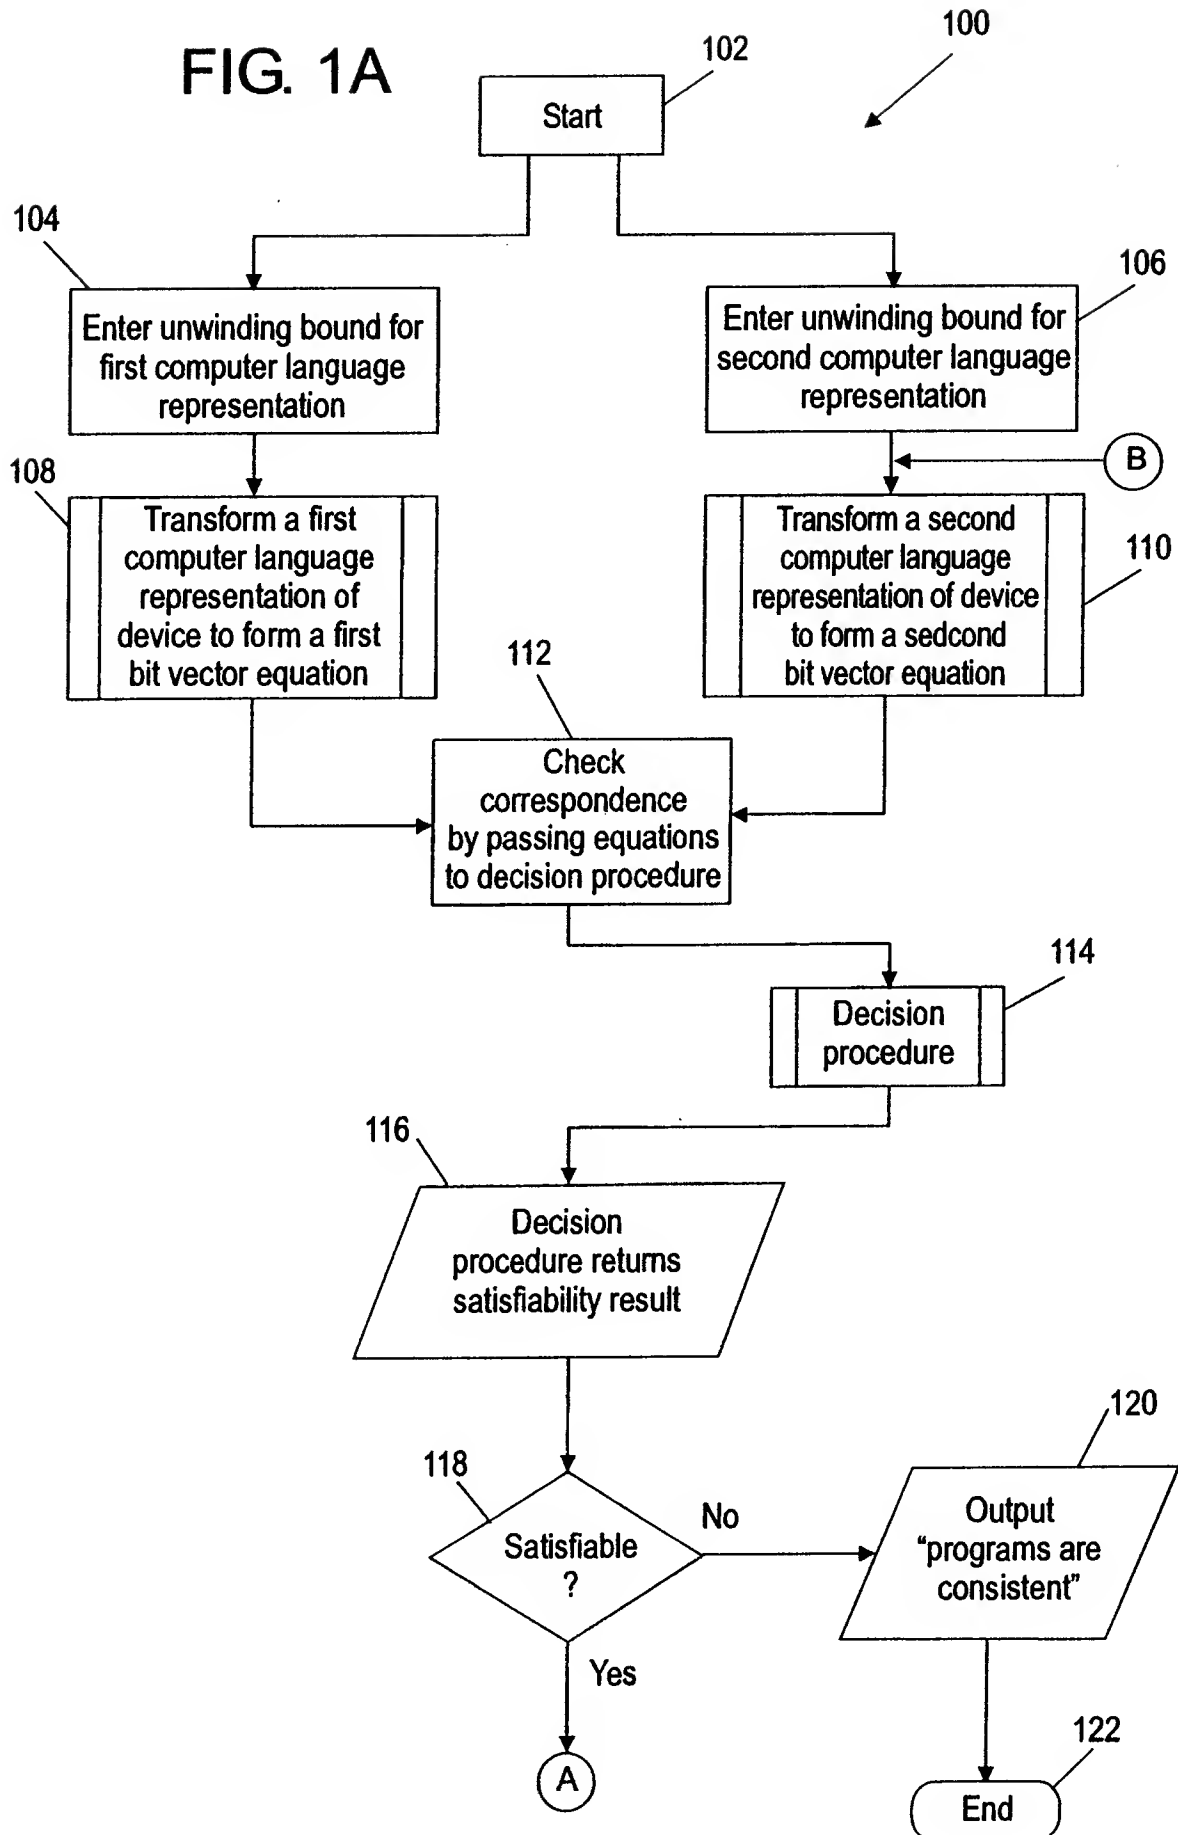 FIG. 1A
100
102
Start
104
Enter unwinding bound for
first computer language
representation
106
Enter unwinding bound for
second computer language
representation
B
108
Transform a first
computer language
representation of
device to form a first
bit vector equation
110
Transform a second
computer language
representation of device
to form a sedcond
bit vector equation
112
Check
correspondence
by passing equations
to decision procedure
114
Decision
procedure
116
Decision
procedure returns
satisfiability result
118
Satisfiable
?
No
Yes
120
Output
“programs are
consistent”
A
122
End